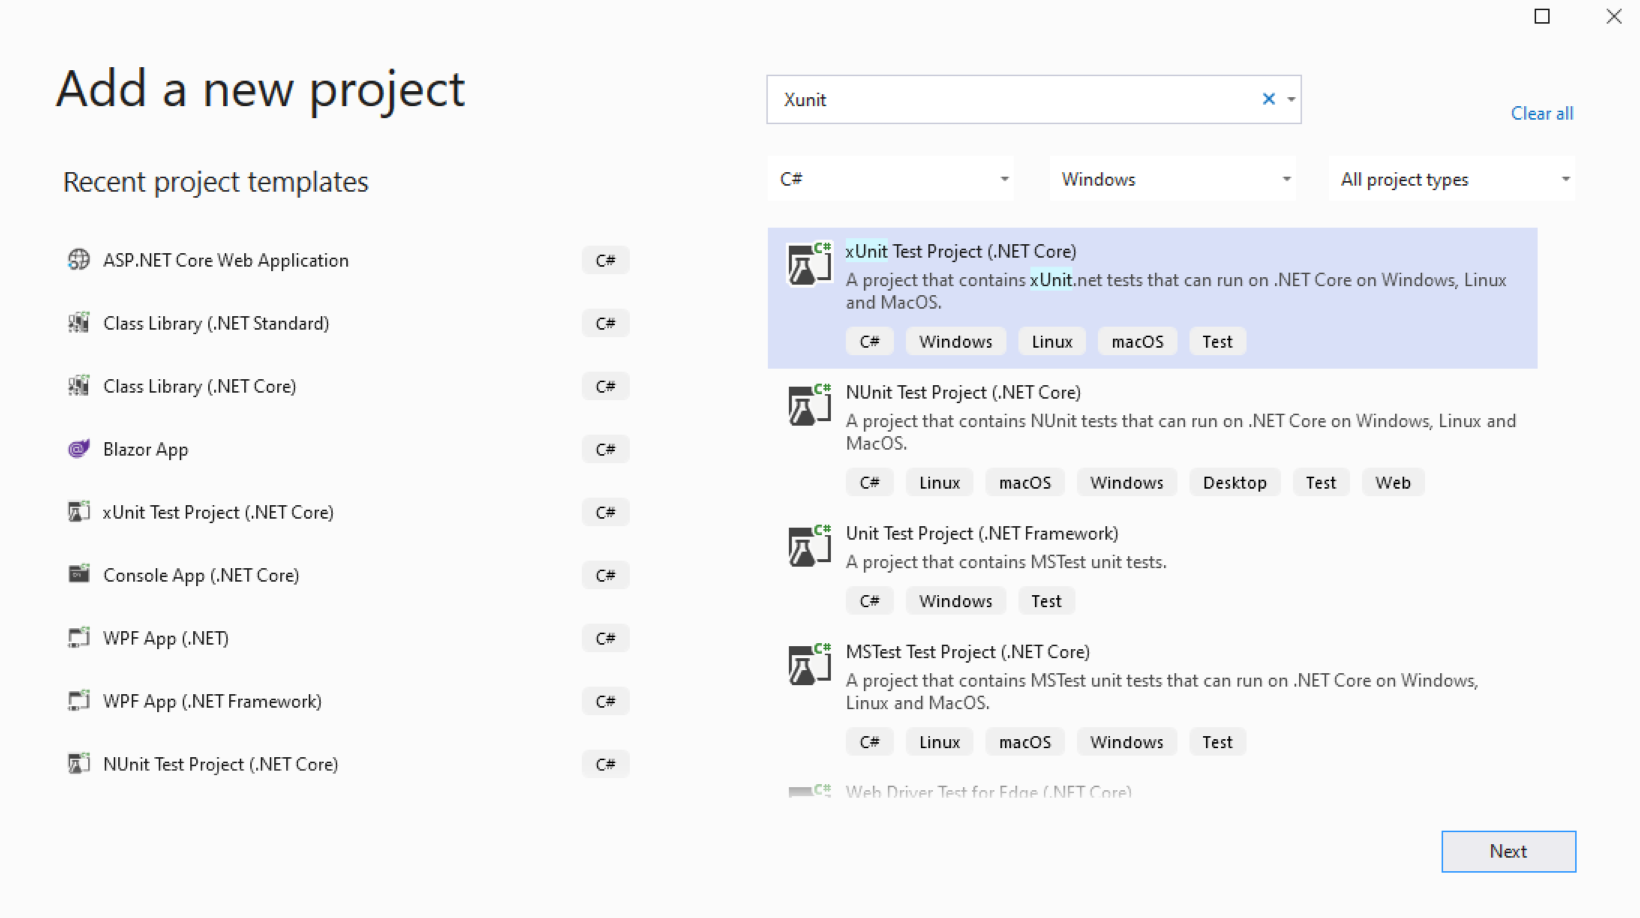 Add a new project
Xunit
Clear all
C#
Windows
All project types
Recent project templates
ASP.NET Core Web Application C#
Class Library (.NET Standard) C#
Class Library (.NET Core) C#
Blazor App C#
xUnit Test Project (.NET Core) C#
Console App (.NET Core) C#
WPF App (.NET) C#
WPF App (.NET Framework) C#
NUnit Test Project (.NET Core) C#
xUnit Test Project (.NET Core)
A project that contains xUnit.net tests that can run on .NET Core on Windows, Linux
and MacOS.
C# Windows Linux macOS Test
NUnit Test Project (.NET Core)
A project that contains NUnit tests that can run on .NET Core on Windows, Linux and
MacOS.
C# Linux macOS Windows Desktop Test Web
Unit Test Project (.NET Framework)
A project that contains MSTest unit tests.
C# Windows Test
MSTest Test Project (.NET Core)
A project that contains MSTest unit tests that can run on .NET Core on Windows,
Linux and MacOS.
C# Linux macOS Windows Test
Web Driver Test for Edge (.NET Core)
Next